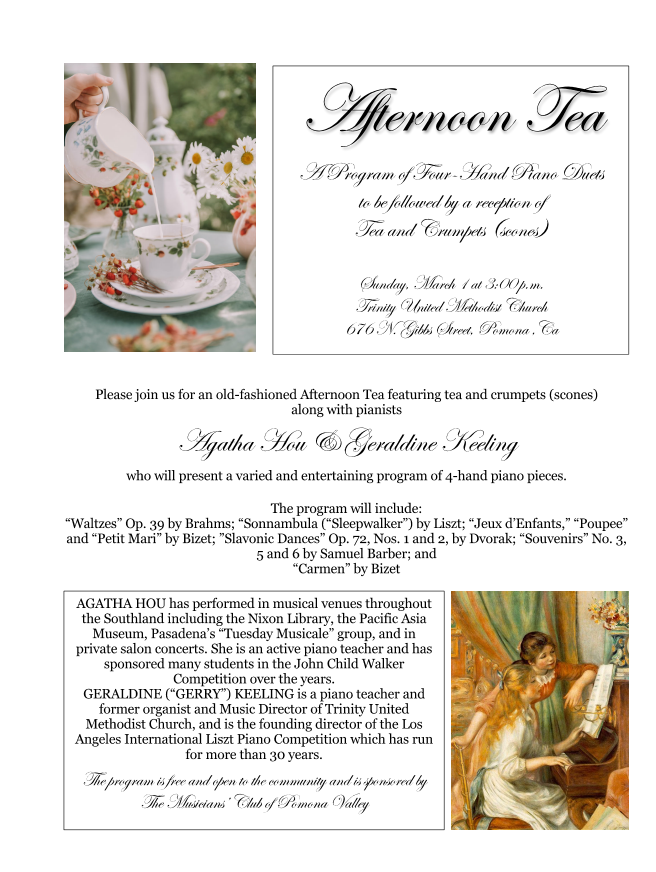 Afternoon Tea
A Program of Four-Hand Piano Duets
to be followed by a reception of
Tea and Crumpets (scones)
Sunday, March 1 at 3:00p.m.
Trinity United Methodist Church
676 N. Gibbs Street, Pomona , Ca
Please join us for an old-fashioned Afternoon Tea featuring tea and crumpets (scones)
along with pianists
Agatha Hou & Geraldine Keeling
who will present a varied and entertaining program of 4-hand piano pieces.
The program will include:
“Waltzes” Op. 39 by Brahms; “Sonnambula (“Sleepwalker”) by Liszt; “Jeux d’Enfants,” “Poupee”
and “Petit Mari” by Bizet; ”Slavonic Dances” Op. 72, Nos. 1 and 2, by Dvorak; “Souvenirs” No. 3,
5 and 6 by Samuel Barber; and
“Carmen” by Bizet
AGATHA HOU has performed in musical venues throughout
the Southland including the Nixon Library, the Pacific Asia
Museum, Pasadena’s “Tuesday Musicale” group, and in
private salon concerts. She is an active piano teacher and has
sponsored many students in the John Child Walker
Competition over the years.
GERALDINE (“GERRY”) KEELING is a piano teacher and
former organist and Music Director of Trinity United
Methodist Church, and is the founding director of the Los
Angeles International Liszt Piano Competition which has run
for more than 30 years.
The program is free and open to the community and is sponsored by
The Musicians’ Club of Pomona Valley